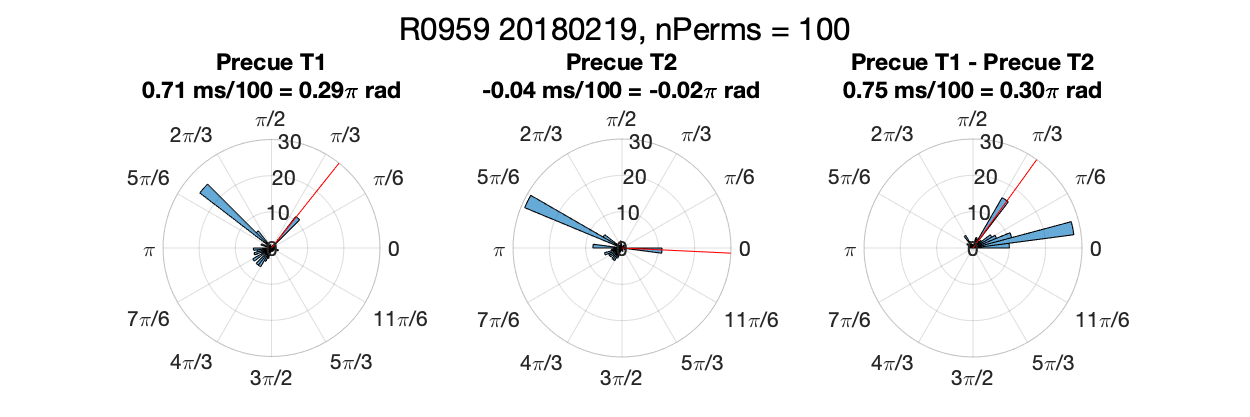 R0959 20180219, nPerms = 100
Precue T1
0.71 ms/100 = 0.29π rad
π/2
2π/3
30
π/3
5π/6
20
π/6
10
π
0
0
7π/6
11π/6
4π/3
5π/3
3π/2
Precue T2
-0.04 ms/100 = -0.02π rad
π/2
2π/3
30
π/3
5π/6
20
π/6
10
π
0
0
7π/6
11π/6
4π/3
5π/3
3π/2
Precue T1 - Precue T2
0.75 ms/100 = 0.30π rad
π/2
2π/3
30
π/3
5π/6
20
π/6
10
π
0
0
7π/6
11π/6
4π/3
5π/3
3π/2